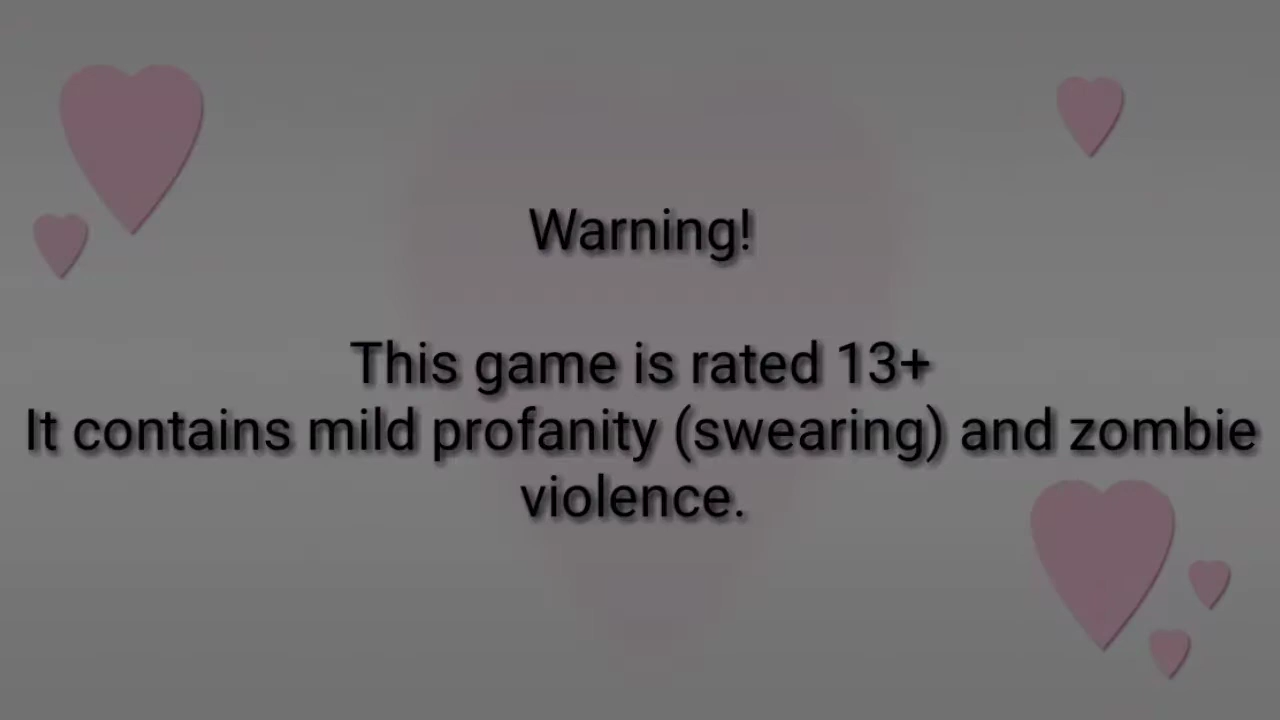 Warning!
This game is rated 13+
It contains mild profanity (swearing) and zombie
violence.